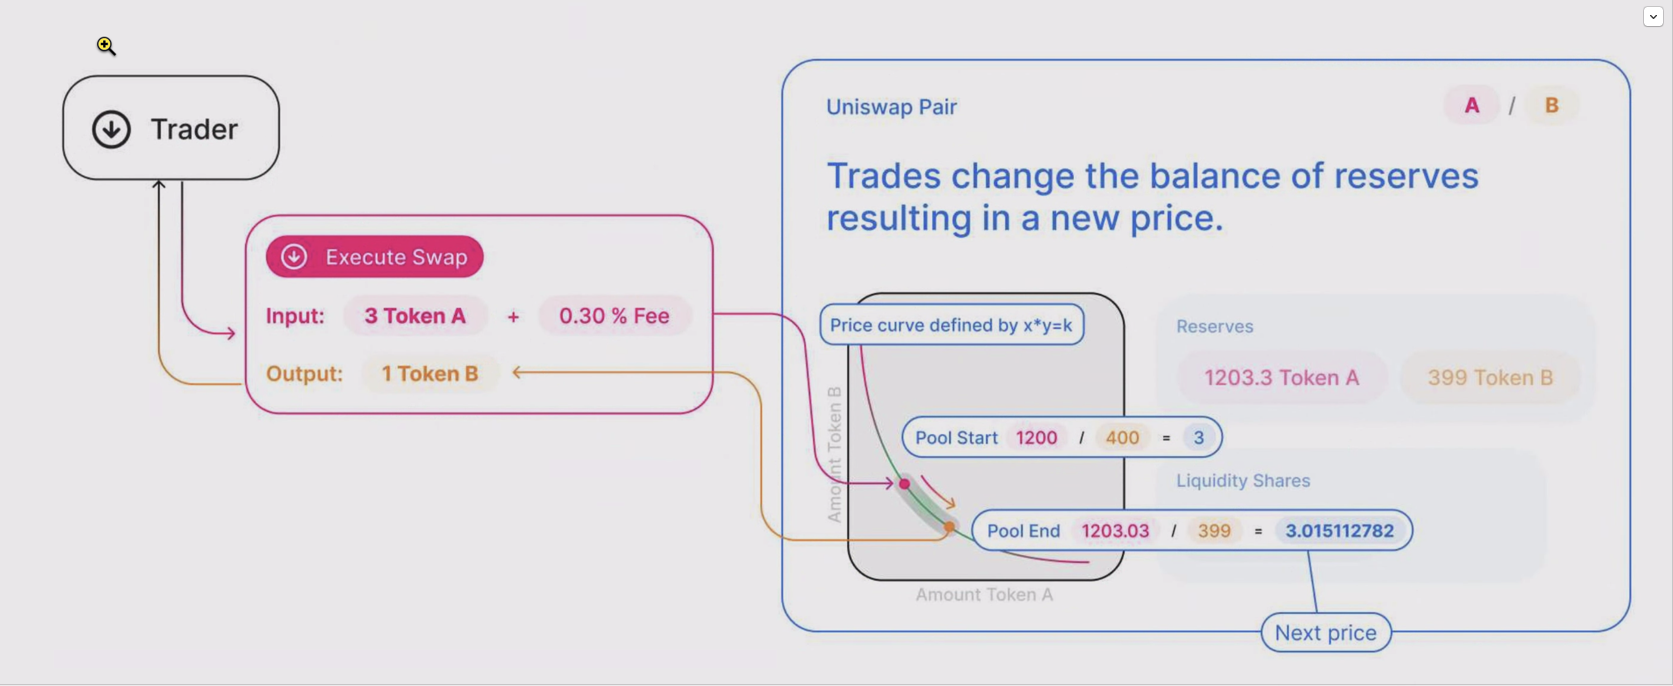 Trader
Execute Swap
Input: 3 Token A + 0.30 % Fee
Output: 1 Token B
Uniswap Pair
A / B
Trades change the balance of reserves
resulting in a new price.
Price curve defined by x*y=k
Amount Token B
Amount Token A
Pool Start 1200 / 400 = 3
Pool End 1203.03 / 399 = 3.015112782
Next price
Reserves
1203.3 Token A 399 Token B
Liquidity Shares